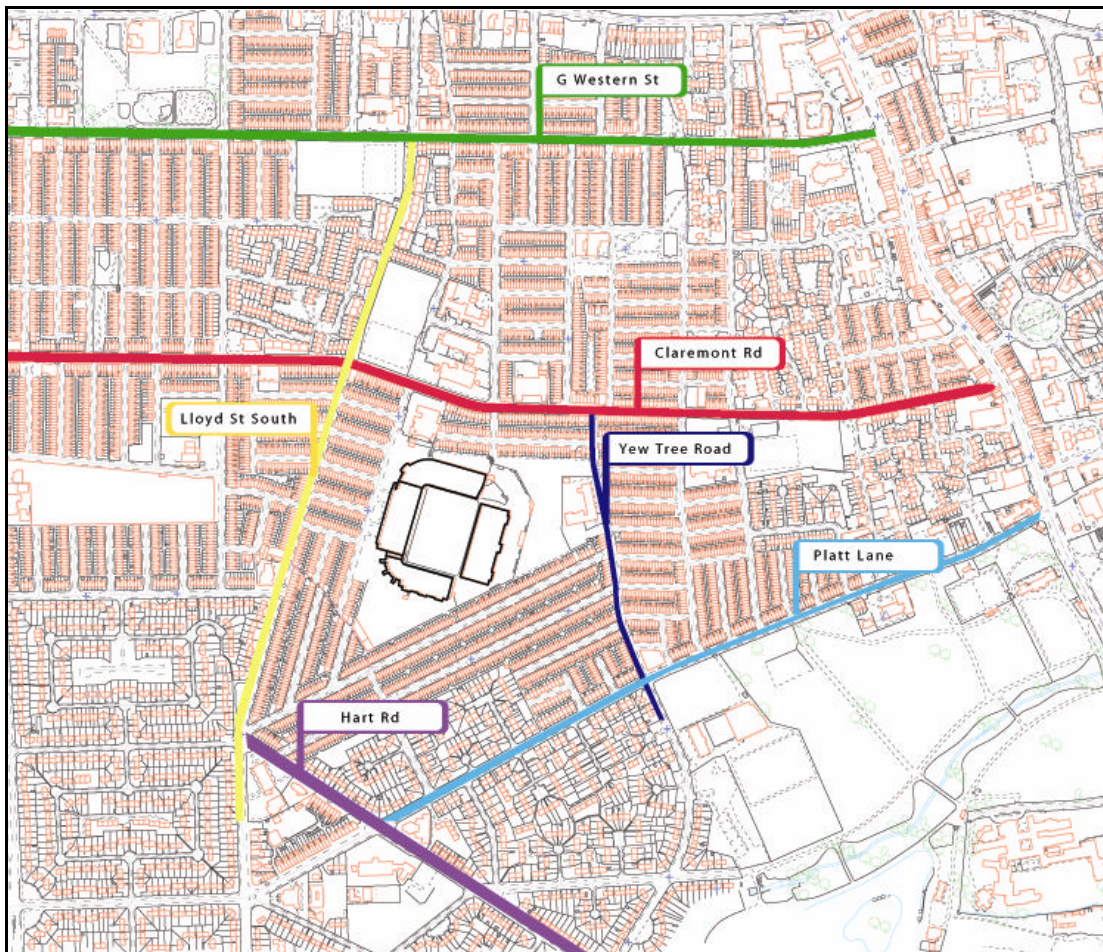 G Western St
Claremont Rd
Lloyd St South
Yew Tree Road
Platt Lane
Hart Rd